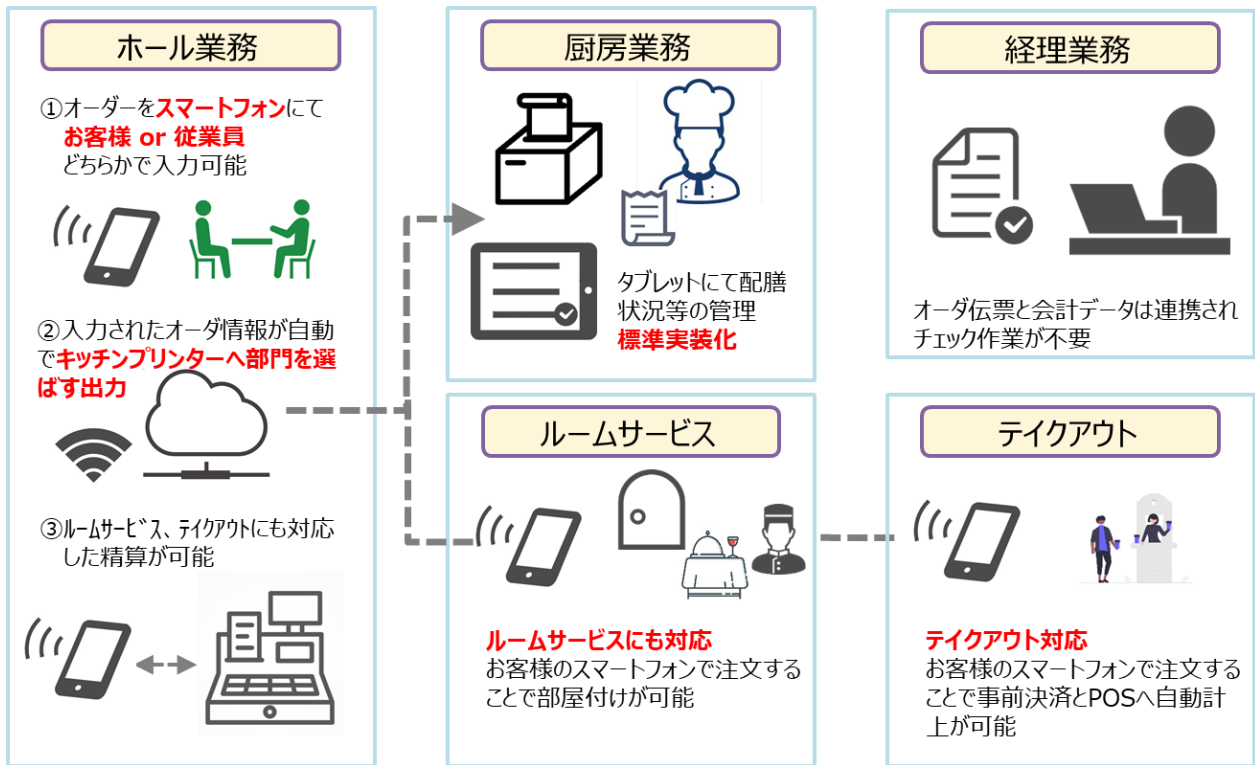 ホール業務
①オーダーをスマートフォンにて
お客様 or 従業員
どちらかで入力可能
②入力されたオーダ情報が自動
でキッチンプリンターへ部門を選
ばす出力
③ﾙｰﾑｻｰﾋﾞｽ、ﾃｲｸｱｳﾄにも対応
した精算が可能
厨房業務
タブレットにて配膳
状況等の管理
標準実装化
経理業務
オーダ伝票と会計データは連携され
チェック作業が不要
ルームサービス
ルームサービスにも対応
お客様のスマートフォンで注文する
ことで部屋付けが可能
テイクアウト
テイクアウト対応
お客様のスマートフォンで注文する
ことで事前決済とPOSへ自動計
上が可能